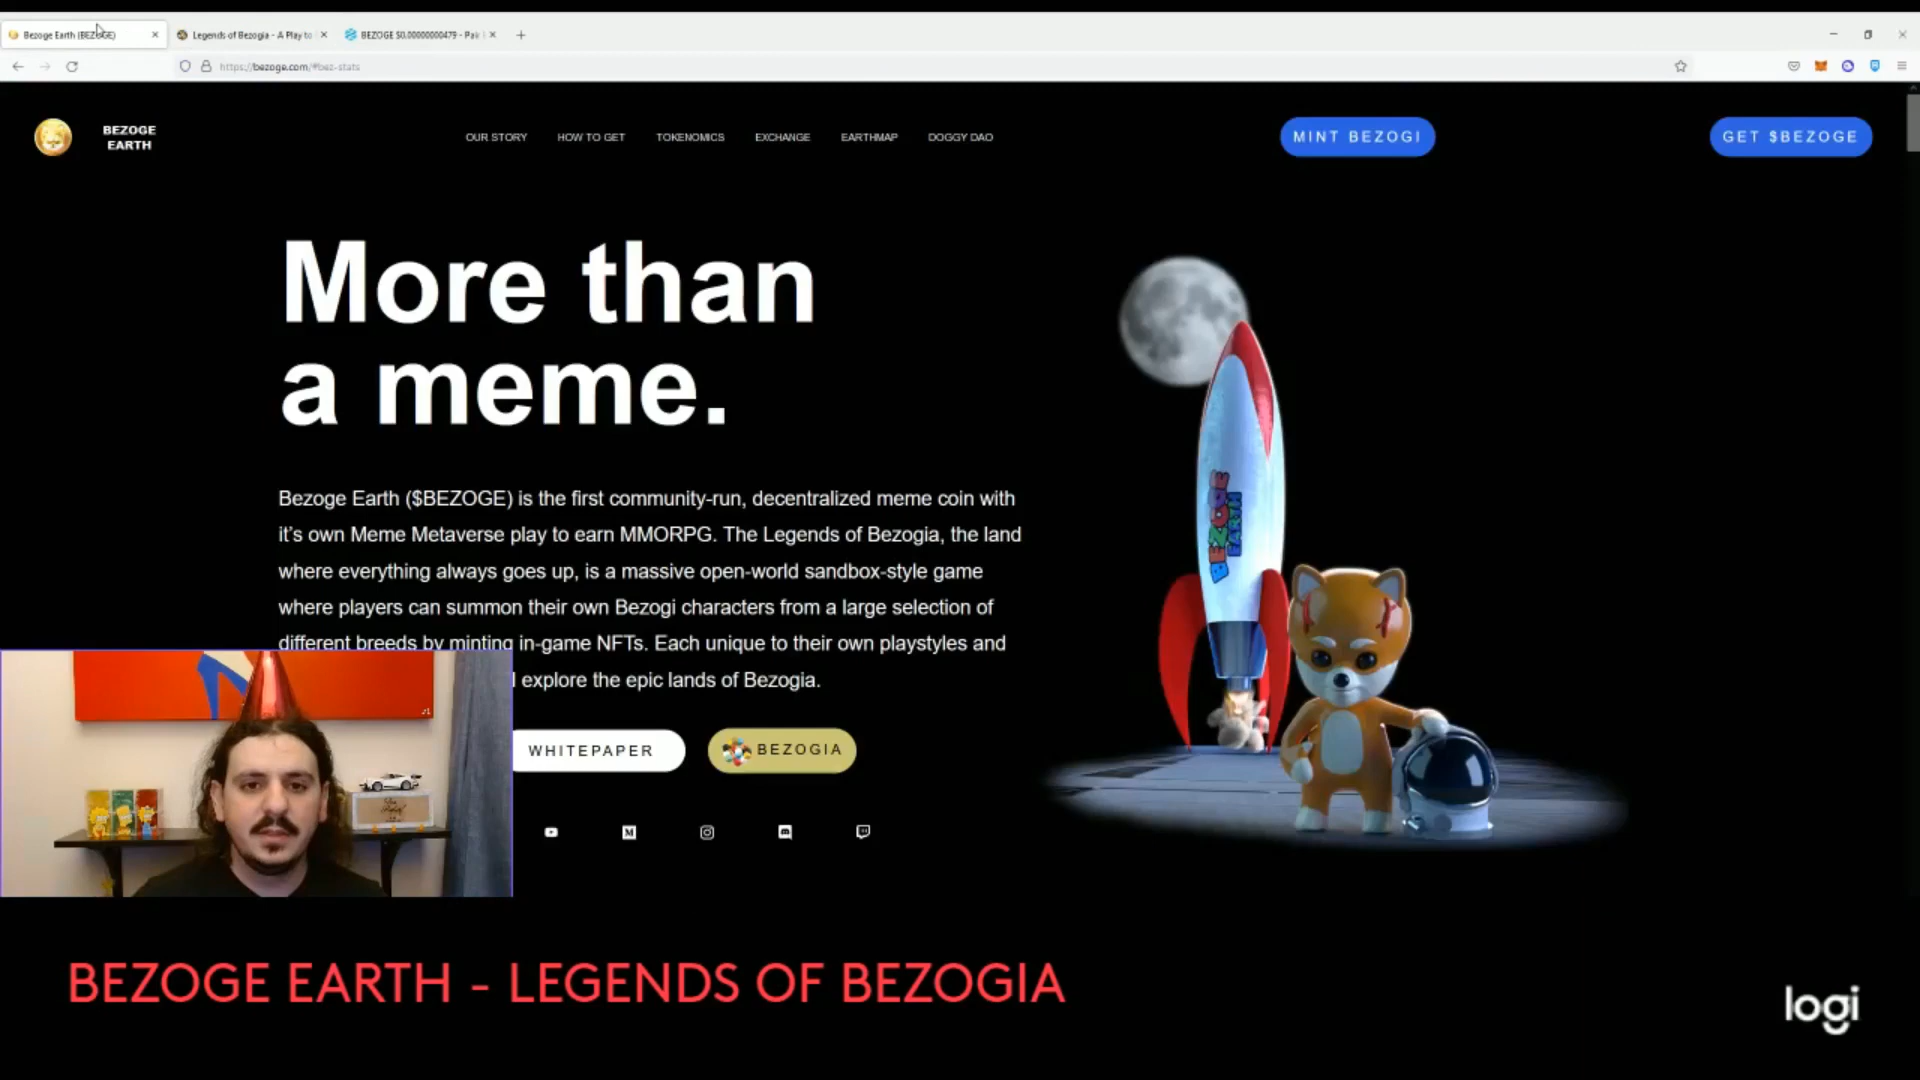 Bezoge Earth (BEZOGE)
Legends of Bezogia - A Play to
BEZOGE $0.00000000479 - Pair
https://bezoge.com/#bez-stats
BEZOGE
EARTH
OUR STORY
HOW TO GET
TOKENOMICS
EXCHANGE
EARTHMAP
DOGGY DAO
MINT BEZOGI
GET $BEZOGE
More than
a meme.
Bezoge Earth ($BEZOGE) is the first community-run, decentralized meme coin with
it's own Meme Metaverse play to earn MMORPG. The Legends of Bezogia, the land
where everything always goes up, is a massive open-world sandbox-style game
where players can summon their own Bezogi characters from a large selection of
different breeds by minting in-game NFTs. Each unique to their own playstyles and
explore the epic lands of Bezogia.
BEZOGE
EARTH
WHITEPAPER
BEZOGIA
BEZOGE EARTH - LEGENDS OF BEZOGIA
logi